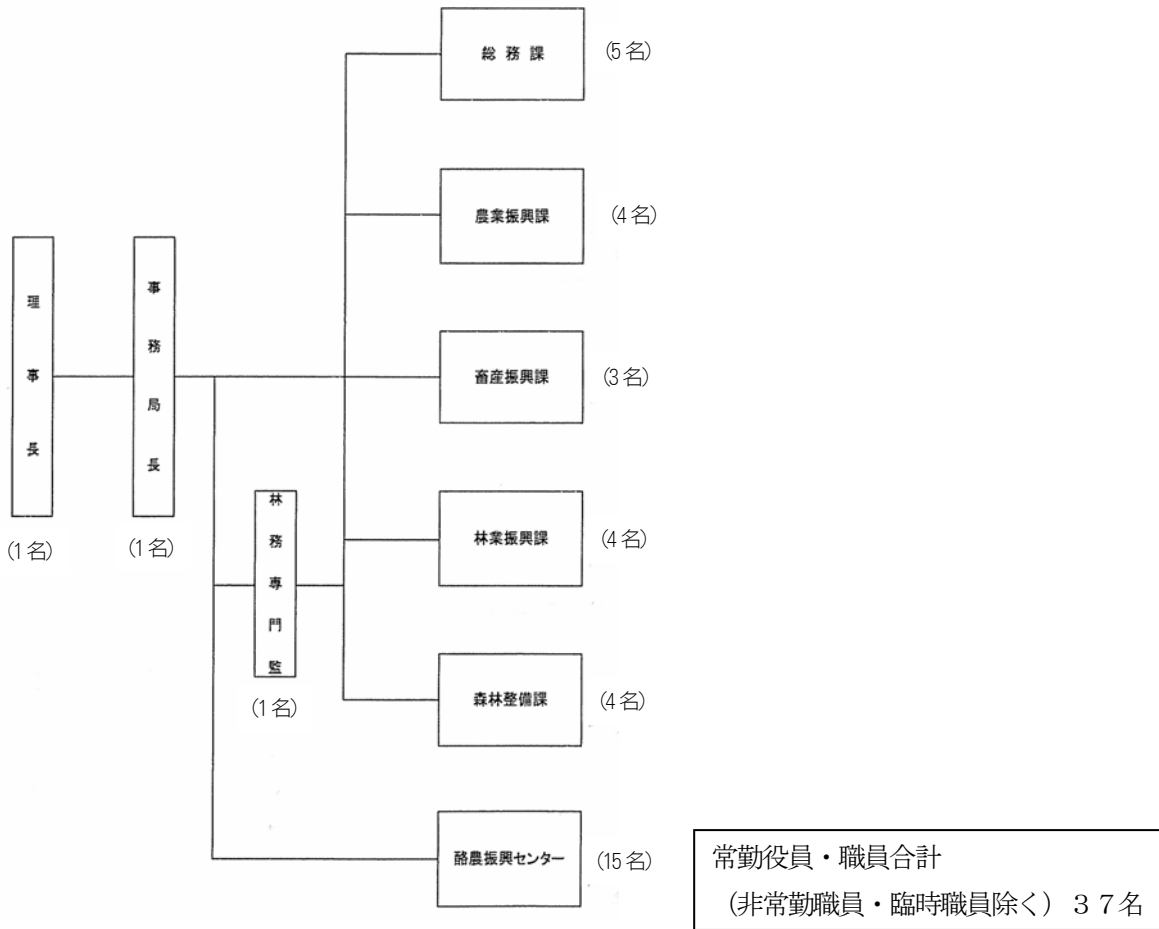 総務課
(5名)
農業振興課
(4名)
理事長
事務局長
畜産振興課
(3名)
林務専門監
林業振興課
(4名)
(1名)
(1名)
森林整備課
(4名)
(1名)
酪農振興センター
(15名)
常勤役員・職員合計
(非常勤職員・臨時職員除く) 37名